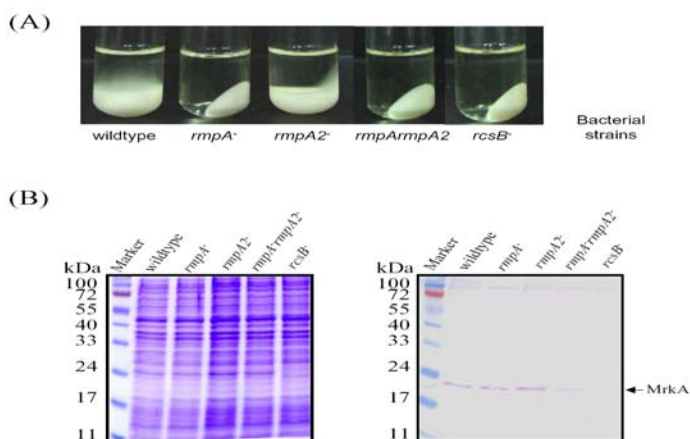 (A)
wildtype rmpA- rmpA2- rmpArmpA2 rcsB-
Bacterial
strains
(B)
Marker wildtype rmpA- rmpA2- rmpA-rmpA2- rcsB-
kDa
100
72
55
40
33
24
17
11
Marker wildtype rmpA- rmpA2- rmpA-rmpA2- rcsB-
kDa
100
72
55
40
33
24
17
11
MrkA